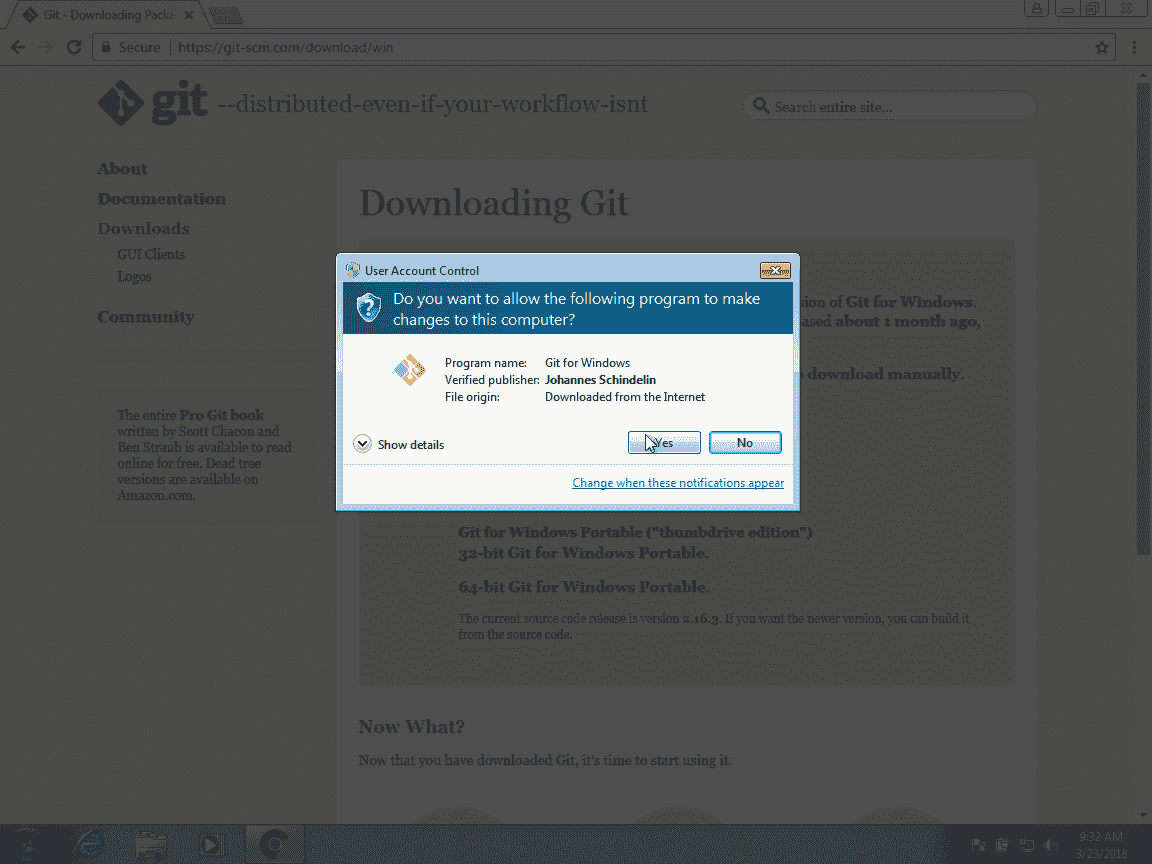 Git - Downloading Packa
Secure
https://git-scm.com/download/win
git --distributed-even-if-your-workflow-isnt
Search entire site...
About
Documentation
Downloads
GUI Clients
Logos
Community
The entire Pro Git book
written by Scott Chacon and
Ben Straub is available to read
online for free. Dead tree
versions are available on
Amazon.com.
Downloading Git
sion of Git for Windows.
ased about 1 month ago,
download manually.
User Account Control
Do you want to allow the following program to make
changes to this computer?
Program name: Git for Windows
Verified publisher: Johannes Schindelin
File origin: Downloaded from the Internet
Show details
Yes
No
Change when these notifications appear
Git for Windows Portable ("thumbdrive edition")
32-bit Git for Windows Portable.
64-bit Git for Windows Portable.
The current source code release is version 2.16.3. If you want the newer version, you can build it
from the source code.
Now What?
Now that you have downloaded Git, it's time to start using it.
9:32 AM
3/23/2018